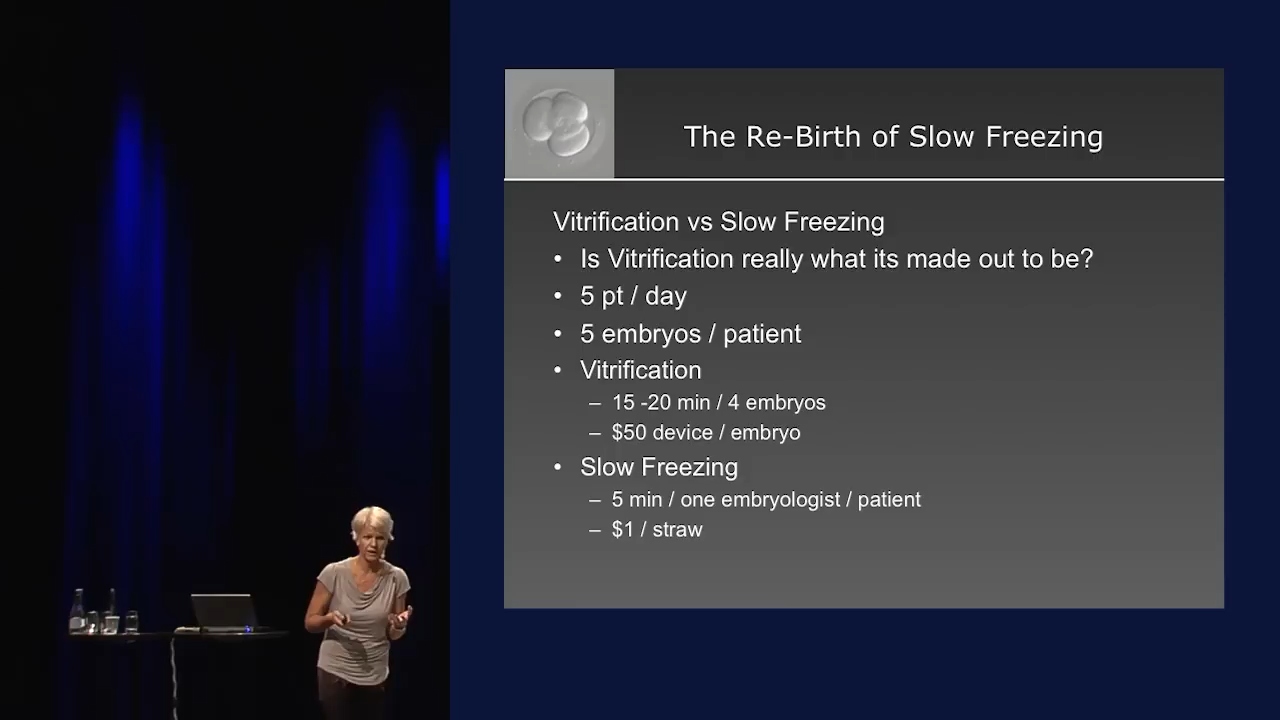 The Re-Birth of Slow Freezing
Vitrification vs Slow Freezing
• Is Vitrification really what its made out to be?
• 5 pt / day
• 5 embryos / patient
• Vitrification
– 15 -20 min / 4 embryos
– $50 device / embryo
• Slow Freezing
– 5 min / one embryologist / patient
– $1 / straw